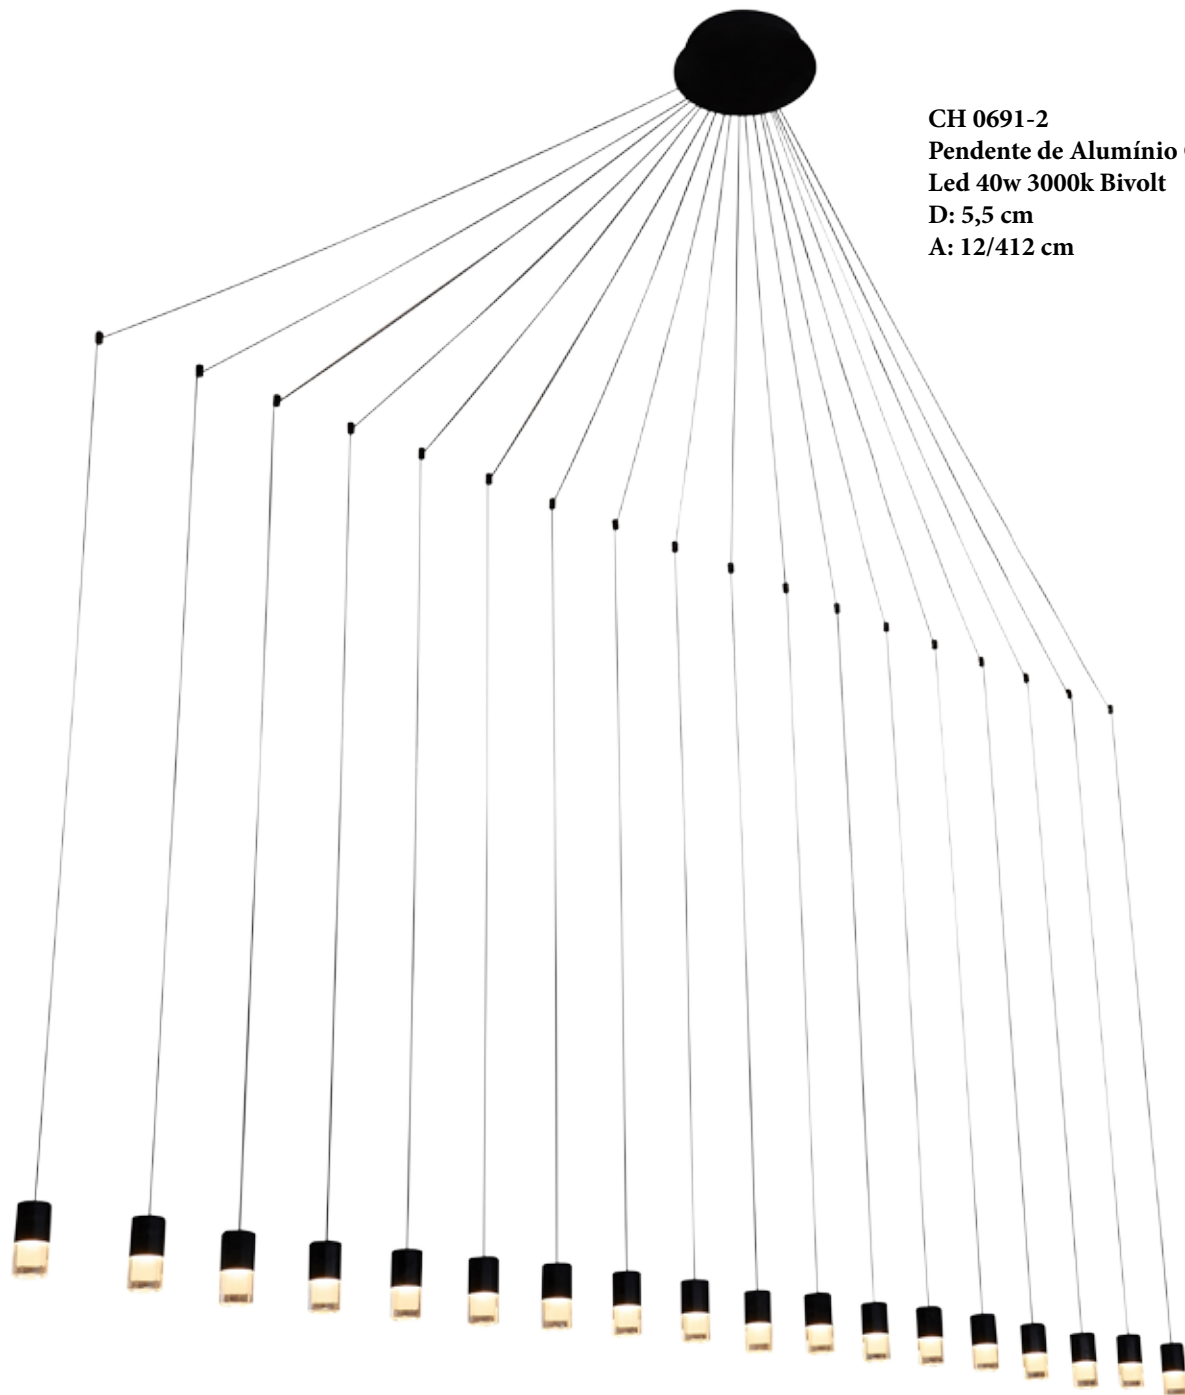 CH 0691-2
Pendente de Alumínio
Led 40w 3000k Bivolt
D: 5,5 cm
A: 12/412 cm